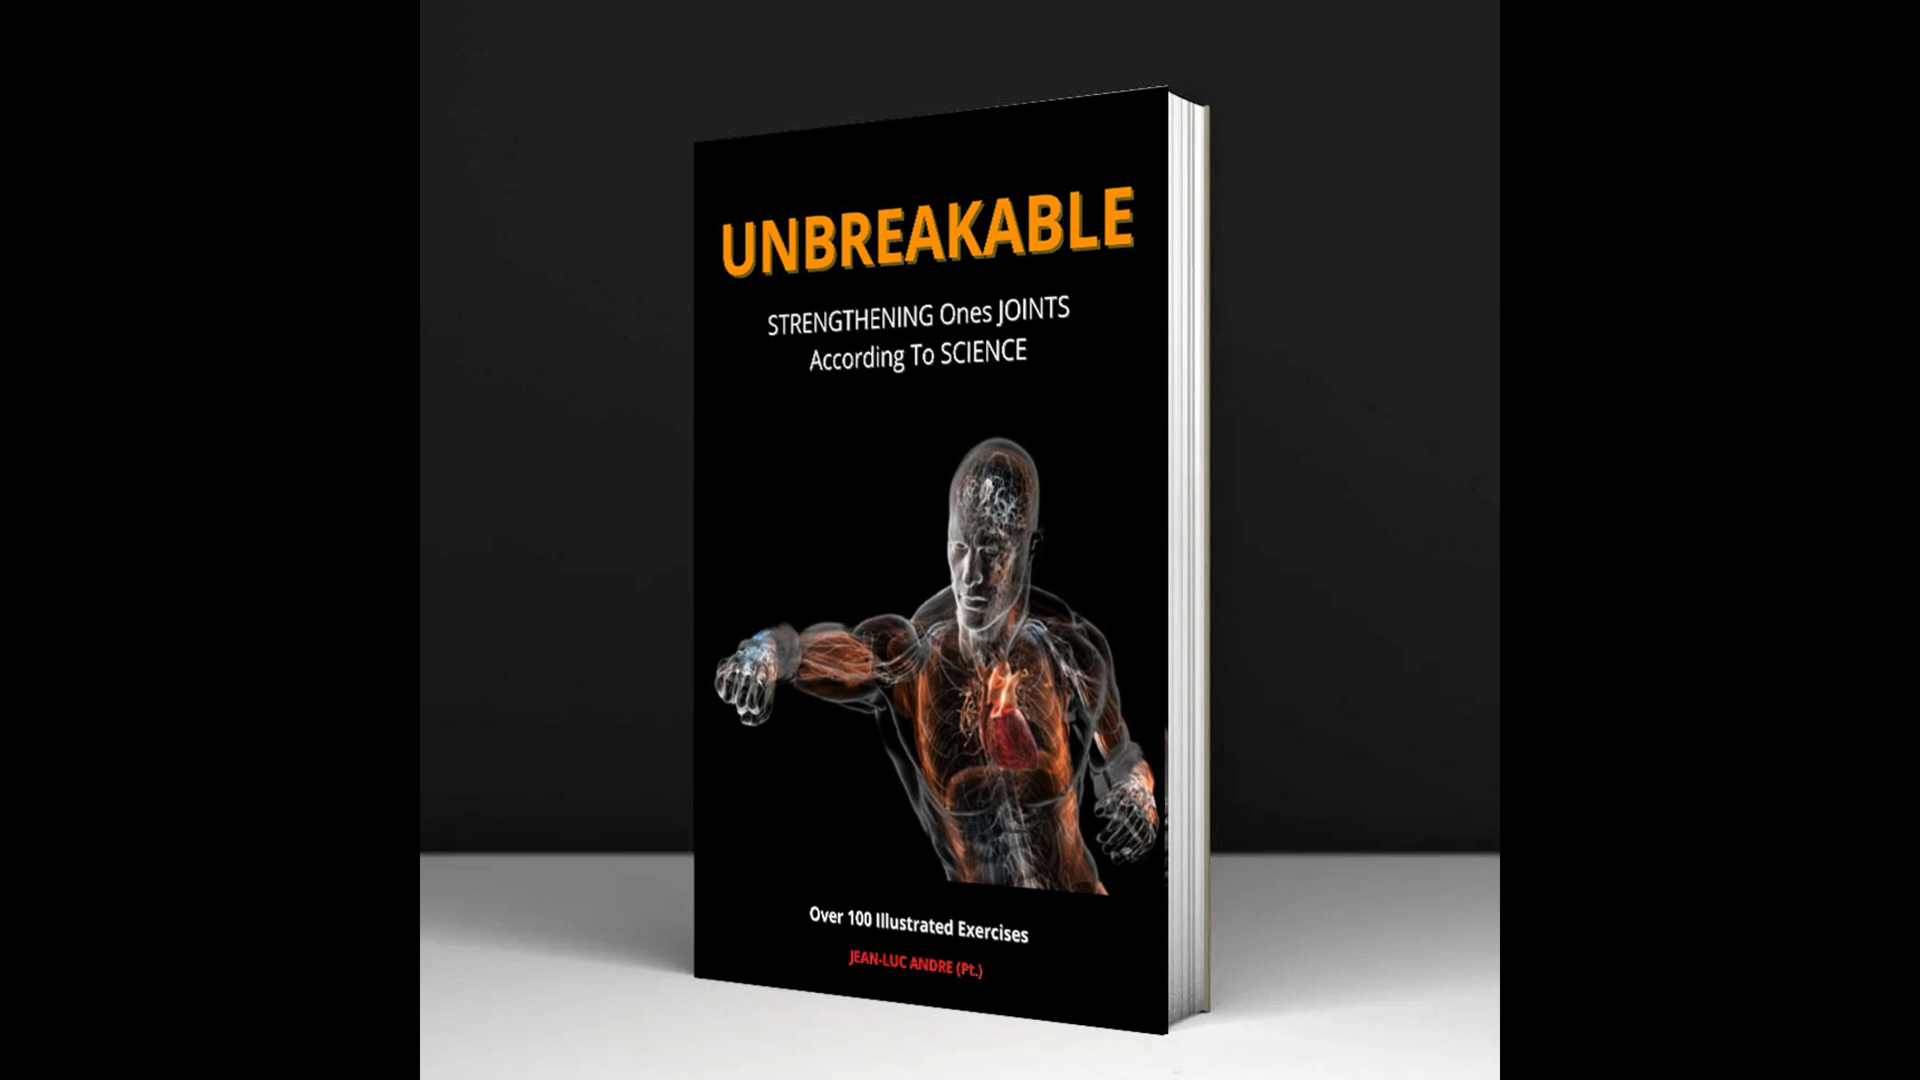 UNBREAKABLE
STRENGTHENING Ones JOINTS
According To SCIENCE
Over 100 Illustrated Exercises
JEAN-LUC ANDRE (Pt.)